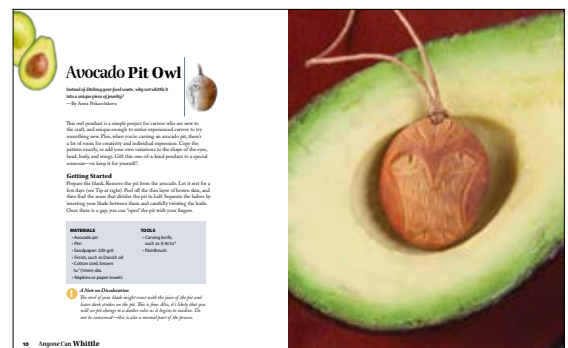 Avocado Pit Owl
Instead of ditching your food waste, why not whittle it
into a unique piece of jewelry?
—By Anna Prikazchikova
This owl pendant is a simple project for carvers who are new to
the craft, and unique enough to entice experienced carvers to try
something new. Plus, when you're carving an avocado pit, there's
a lot of room for creativity and individual expression. Copy the
pattern exactly, or add your own variations to the shape of the eyes,
head, body, and wings. Gift this one-of-a-kind pendant to a special
someone—or keep it for yourself!
Getting Started
Prepare the blank. Remove the pit from the avocado. Let it rest for a
few days (see Tip at right). Peel off the thin layer of brown skin, and
then find the seam that divides the pit in half. Separate the halves by
inserting your blade between them and carefully twisting the knife.
Once there is a gap, you can "open" the pit with your fingers.
MATERIALS
• Avocado pit
• Pen
• Sandpaper: 220-grit
• Finish, such as Danish oil
• Cotton cord, brown:
(1mm)-dia.
• Napkins or paper towels
TOOLS
• Carving knife,
such as X-Acto®
• Paintbrush
A Note on Discoloration
The steel of your blade might react with the juice of the pit and
leave dark strokes on the pit. This is fine. Also, it's likely that you
will see pit change to a darker color as it begins to oxidize. Do
not be concerned—this is also a normal part of the process.
10 Anyone Can Whittle